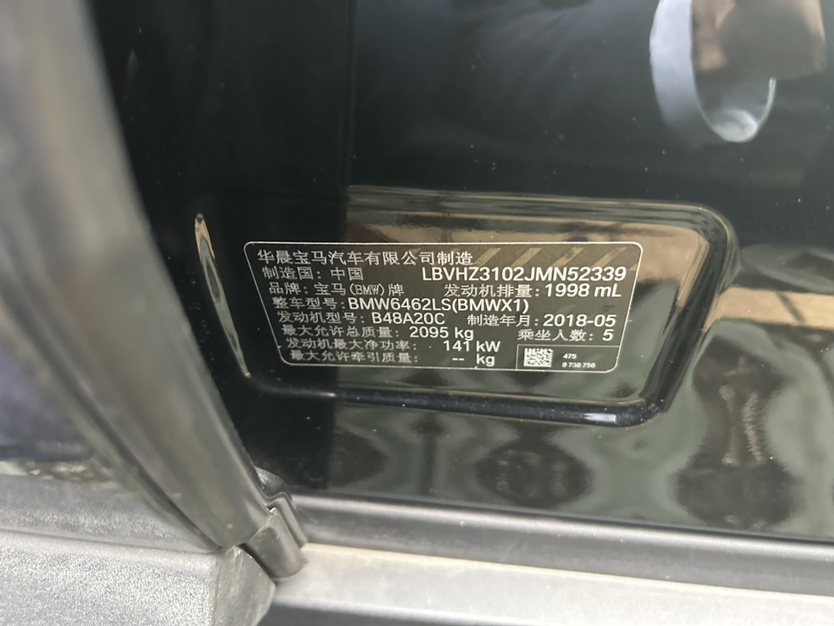 华晨宝马汽车有限公司制造
制造国: 中国 LBVHZ3102JMN52339
品牌: 宝马(BMW)牌 发动机排量: 1998 mL
整车型号: BMW6462LS(BMWX1)
发动机型号: B48A20C 制造年月: 2018-05
最大允许总质量: 2095 kg 乘坐人数: 5
发动机最大净功率: 141 kW
最大允许牵引质量: -- kg
475
8 738 756